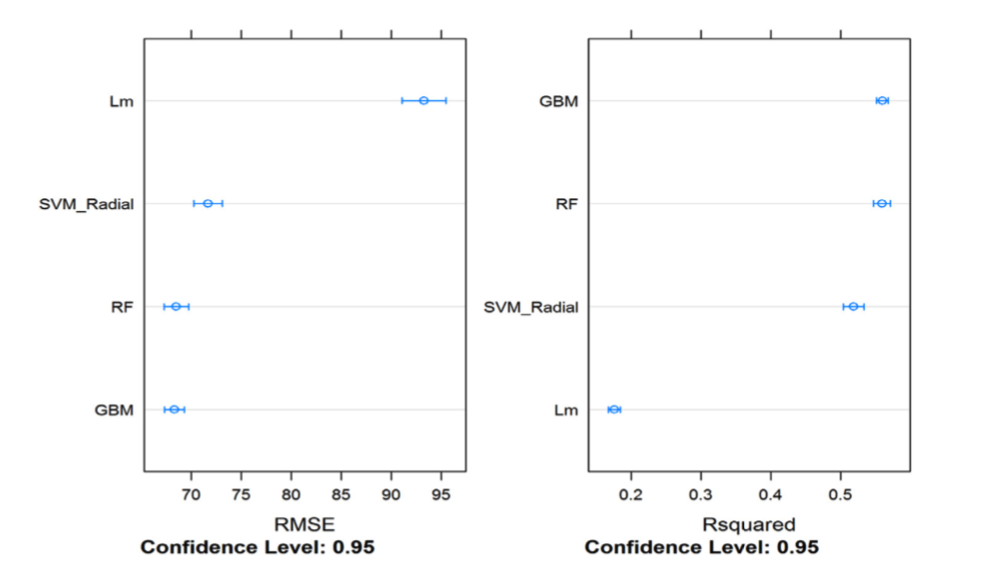 Lm
SVM_Radial
RF
GBM
70 75 80 85 90 95
RMSE
Confidence Level: 0.95
GBM
RF
SVM_Radial
Lm
0.2 0.3 0.4 0.5
Rsquared
Confidence Level: 0.95